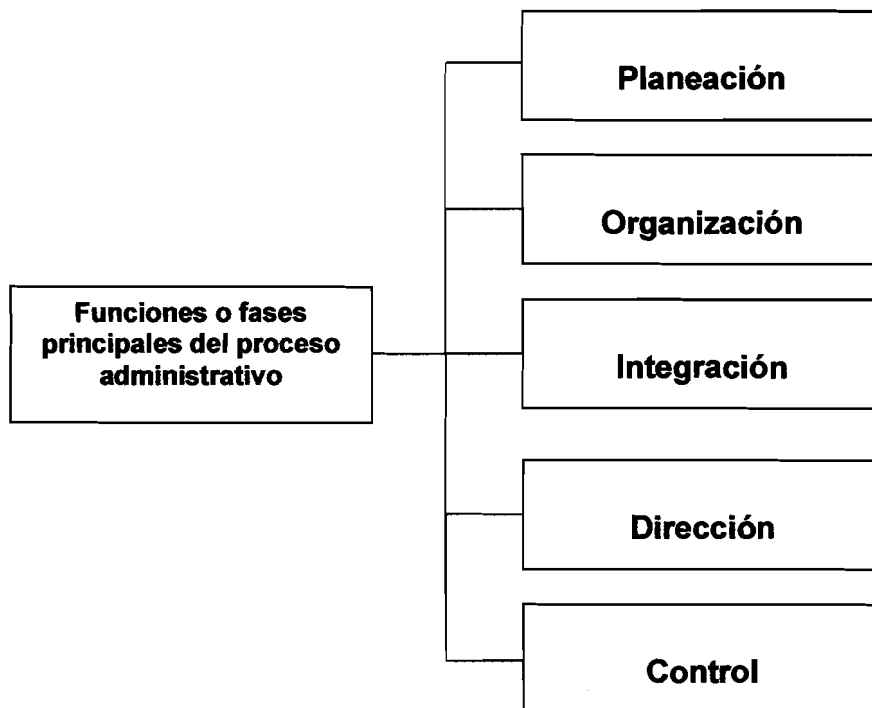 Planeación
Organización
Funciones o fases
principales del proceso
administrativo
Integración
Dirección
Control